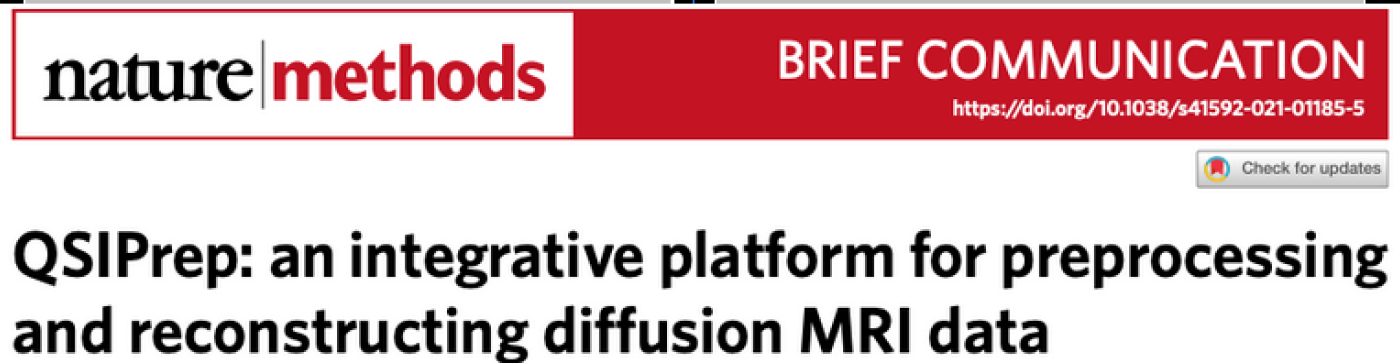 nature methods
BRIEF COMMUNICATION
https://doi.org/10.1038/s41592-021-01185-5
Check for updates
QSIPrep: an integrative platform for preprocessing
and reconstructing diffusion MRI data